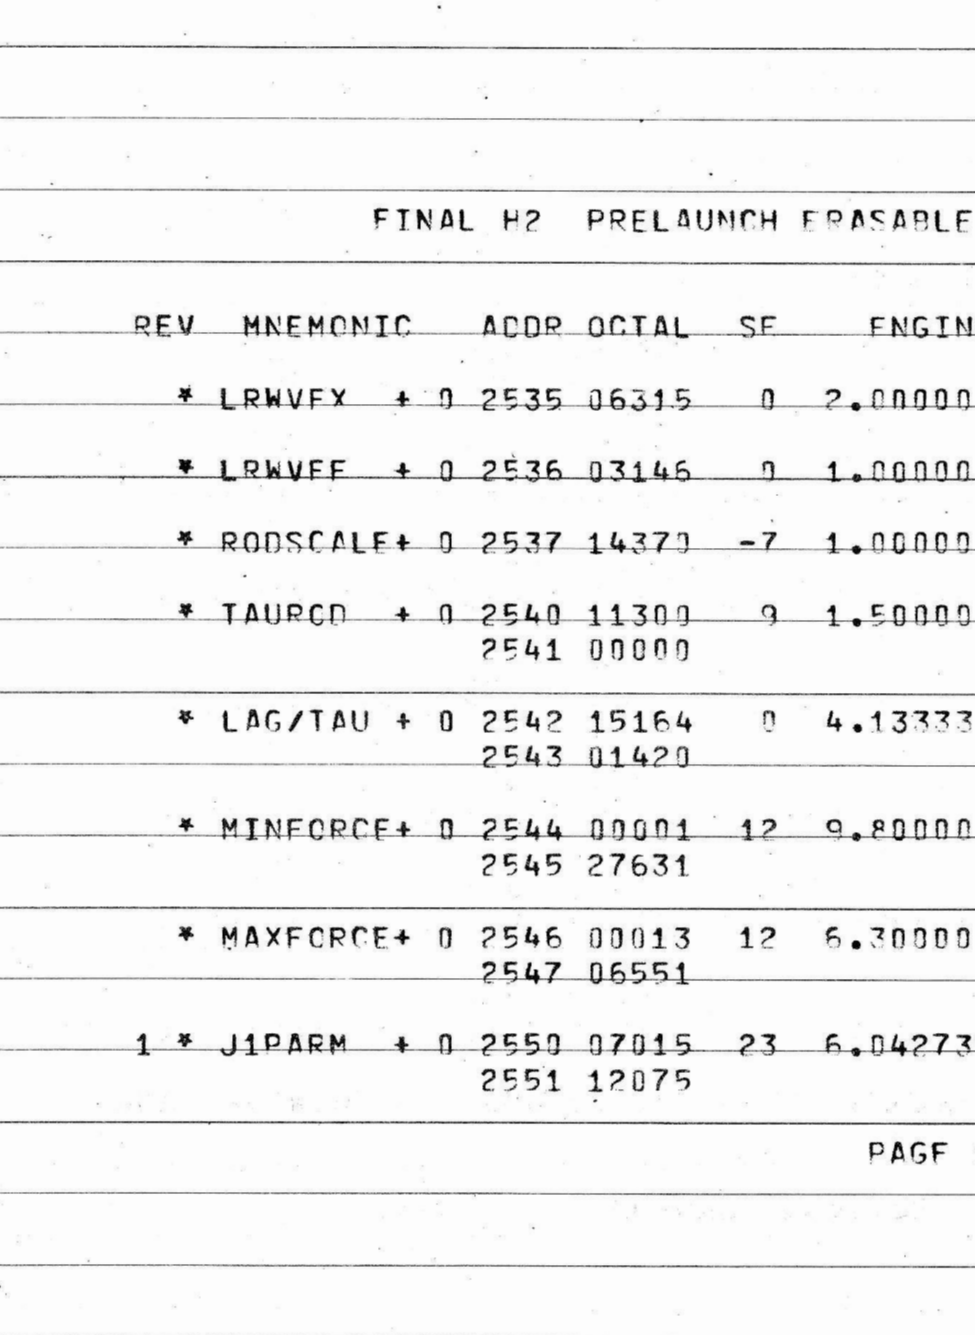 FINAL H2 PRELAUNCH ERASABLE
REV MNEMONIC ADDR OCTAL SF ENGIN
* LRWVFX + 0 2535 06315 0 2.00000
* LRWVFF + 0 2536 03146 0 1.00000
* RODSCALE+ 0 2537 14370 -7 1.00000
* TAUROD + 0 2540 11300 9 1.50000
2541 00000
* LAG/TAU + 0 2542 15164 0 4.13333
2543 01420
* MINFORCE+ 0 2544 00001 12 9.80000
2545 27631
* MAXFORCE+ 0 2546 00013 12 6.30000
2547 06551
1 * J1PARM + 0 2550 07015 23 6.04273
2551 12075
PAGE